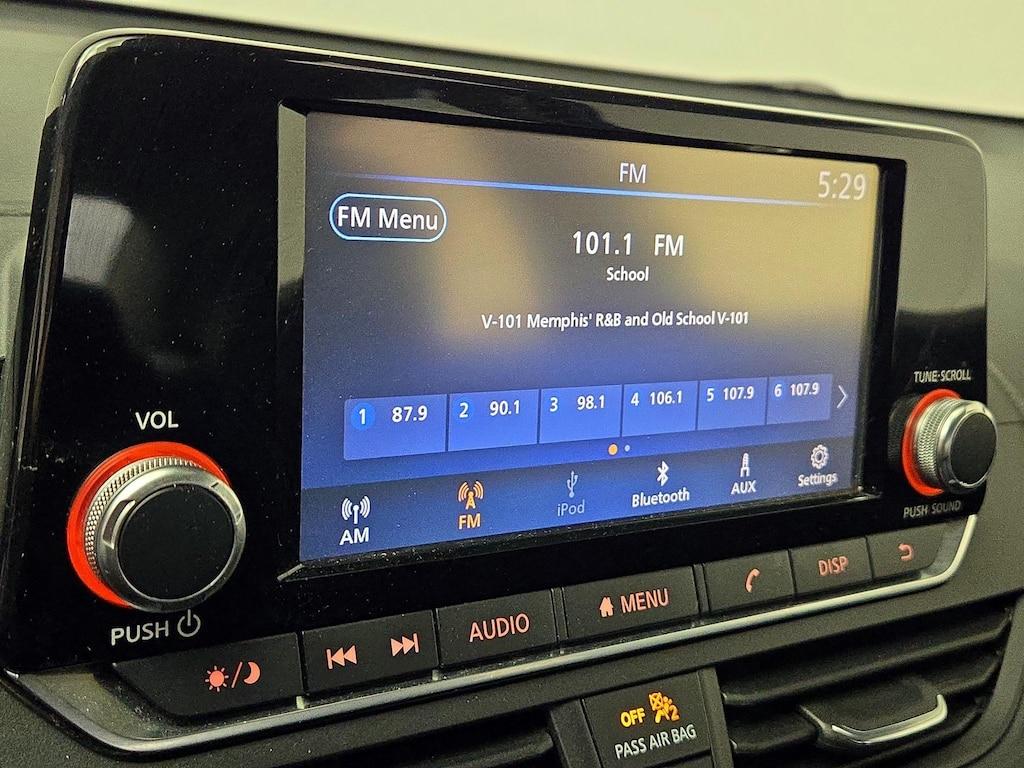 FM
5:29
FM Menu
101.1 FM
School
V-101 Memphis' R&B and Old School V-101
1 87.9
2 90.1
3 98.1
4 106.1
5 107.9
6 107.9
AM
FM
iPod
Bluetooth
AUX
Settings
VOL
PUSH
TUNE·SCROLL
PUSH SOUND
AUDIO
MENU
DISP
OFF
2
PASS AIR BAG